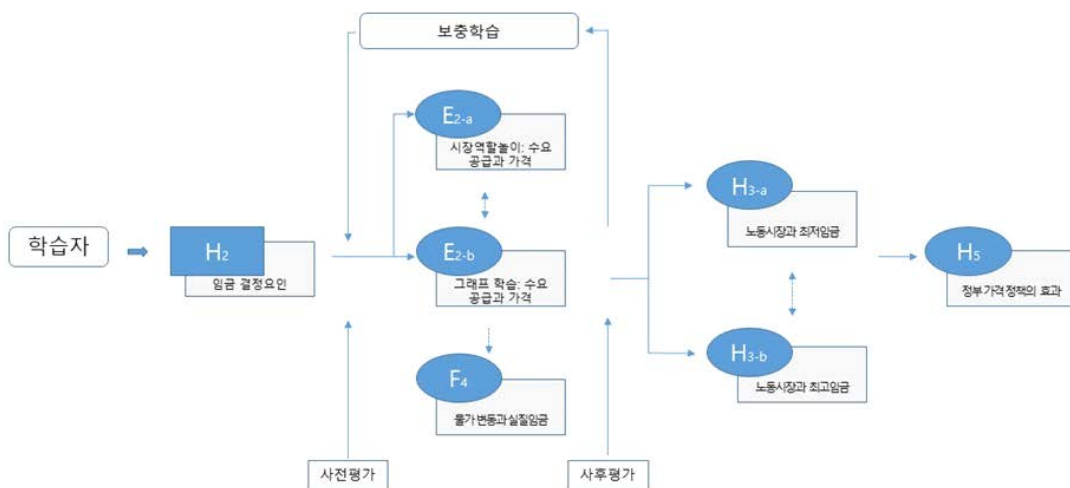 보충학습
E2-a
시장역할놀이: 수요
공급과 가격
학습자
H2
임금 결정요인
E2-b
그래프 학습: 수요
공급과 가격
F4
물가 변동과 실질임금
H3-a
노동시장과 최저임금
H3-b
노동시장과 최고임금
H5
정부 가격 정책의 효과
사전평가
사후평가